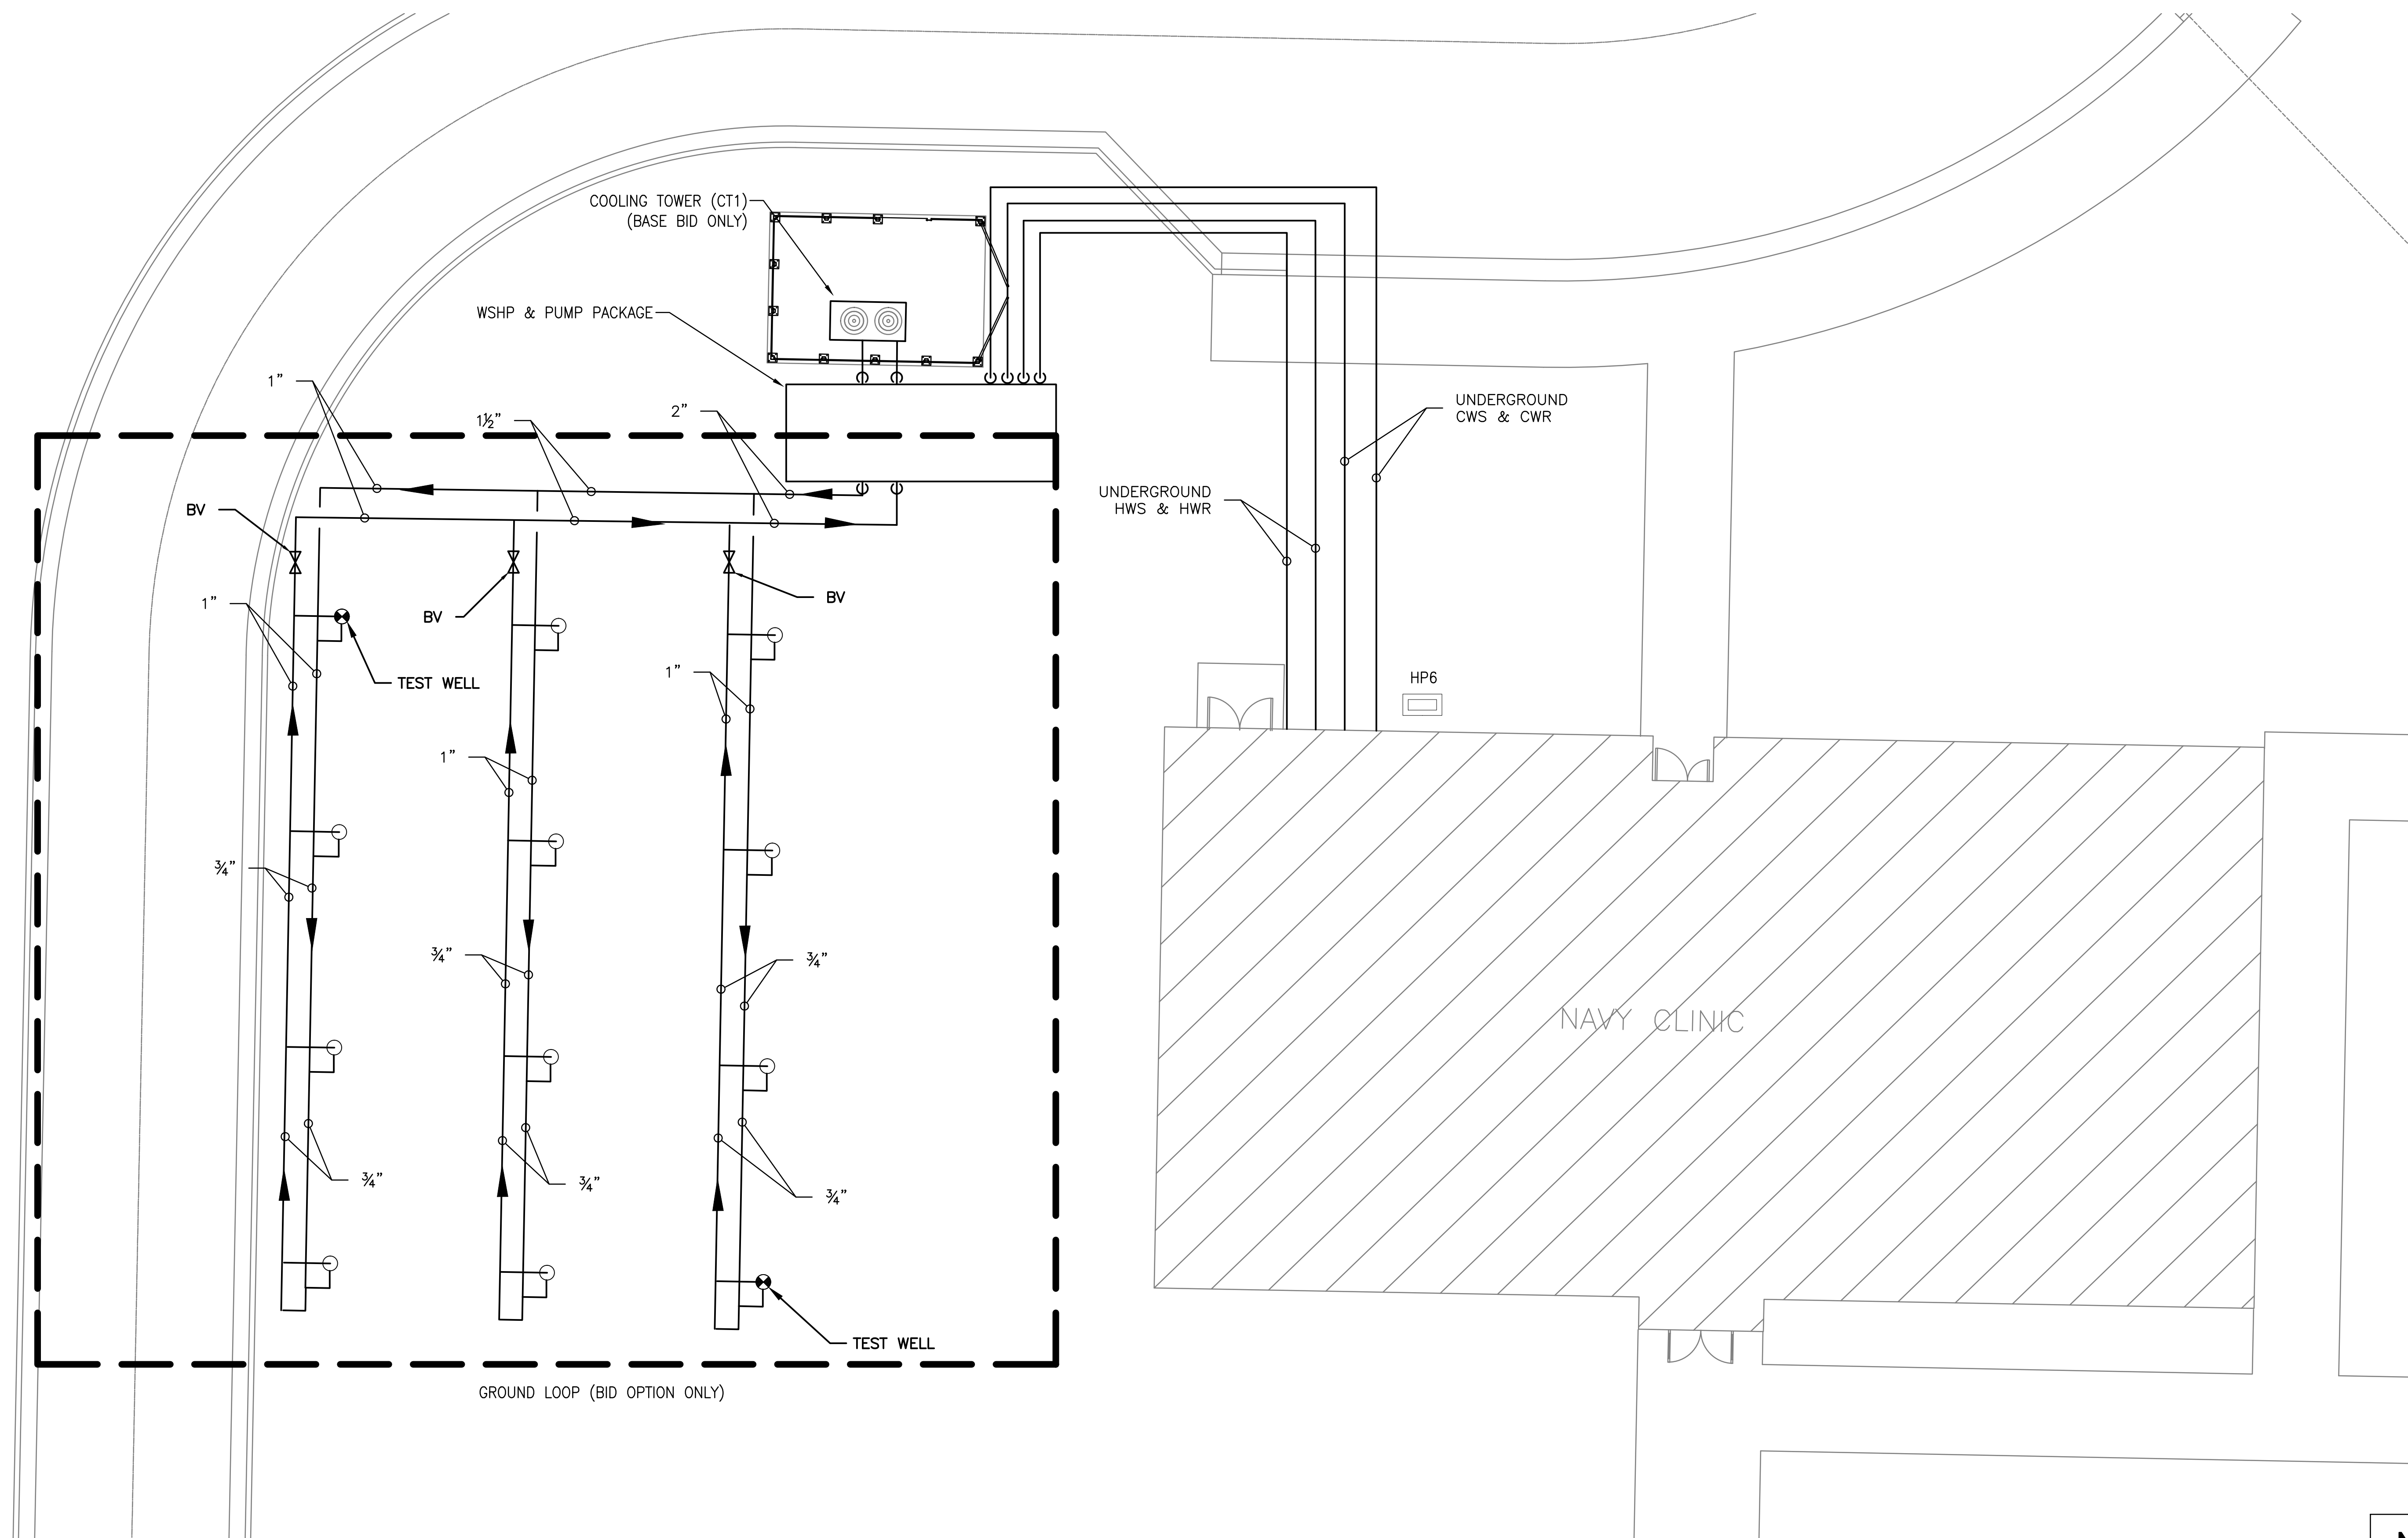 COOLING TOWER (CT1)
(BASE BID ONLY)
WSHP & PUMP PACKAGE
1"
1½"
2"
UNDERGROUND
CWS & CWR
UNDERGROUND
HWS & HWR
BV
BV
BV
1"
TEST WELL
1"
HP6
1"
¾"
¾"
¾"
NAVY CLINIC
¾"
¾"
¾"
TEST WELL
GROUND LOOP (BID OPTION ONLY)